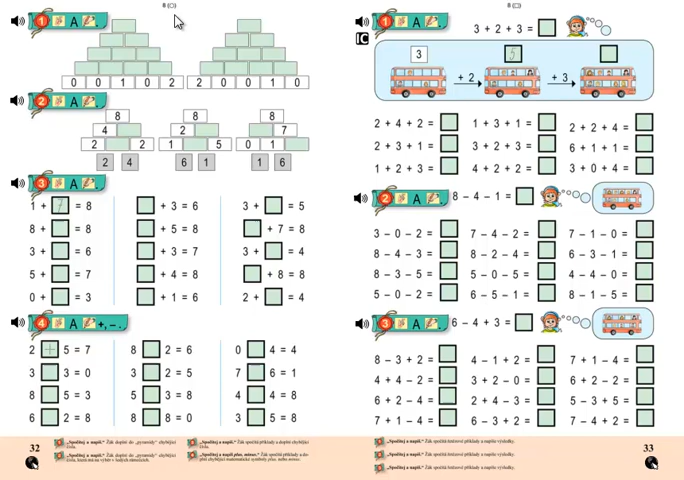 8
1 A
0 0 1 0 2
2 0 0 1 0
2 A
8
4
2 2
2 4
8
2
1 5
6 1
8
7
0 1
1 6
3 A
1 + 7 = 8
8 + = 8
3 + = 6
5 + = 7
0 + = 3
+ 3 = 6
+ 5 = 8
+ 3 = 7
+ 4 = 8
+ 1 = 6
3 + = 5
+ 7 = 8
3 + = 4
+ 8 = 8
2 + = 4
4 A +, - .
2 + 5 = 7
3 3 = 0
8 5 = 3
6 2 = 8
8 2 = 6
3 2 = 5
5 3 = 8
8 8 = 0
0 4 = 4
7 6 = 1
4 4 = 8
3 5 = 8
32
8
1 A
3 + 2 + 3 =
3 5
+ 2 + 3
2 + 4 + 2 =
2 + 3 + 1 =
1 + 2 + 3 =
1 + 3 + 1 =
3 + 2 + 3 =
4 + 2 + 2 =
2 + 2 + 4 =
6 + 1 + 1 =
3 + 0 + 4 =
2 A
8 – 4 – 1 =
3 – 0 – 2 =
8 – 4 – 3 =
8 – 3 – 5 =
5 – 0 – 2 =
7 – 4 – 2 =
8 – 2 – 4 =
5 – 0 – 5 =
6 – 5 – 1 =
7 – 1 – 0 =
6 – 3 – 1 =
4 – 4 – 0 =
8 – 1 – 5 =
3 A
6 – 4 + 3 =
8 – 3 + 2 =
4 + 4 – 2 =
6 + 2 – 4 =
7 + 1 – 4 =
4 – 1 + 2 =
3 + 2 – 0 =
2 + 4 – 3 =
6 – 3 + 2 =
7 + 1 – 4 =
6 + 2 – 2 =
5 – 3 + 5 =
7 – 4 + 2 =
33